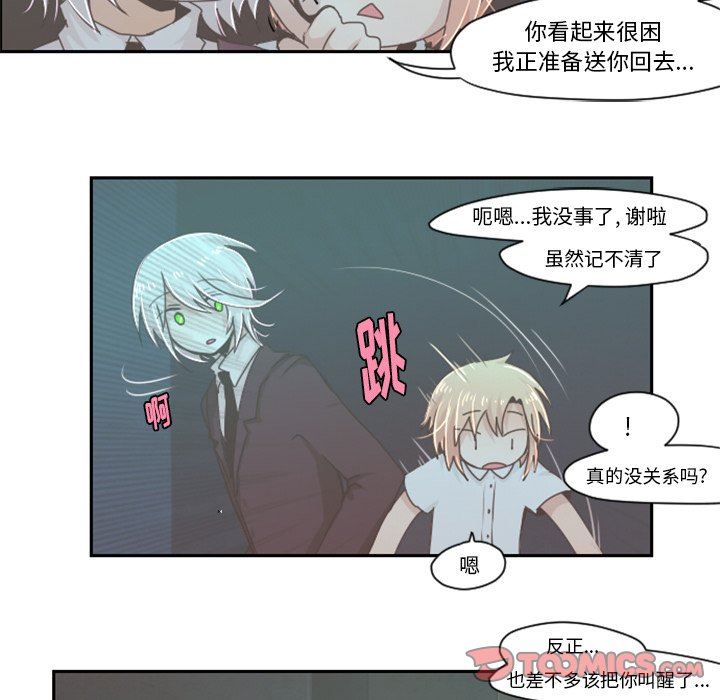 你看起来很困
我正准备送你回去...
呃嗯...我没事了, 谢啦
虽然记不清了
跳
啊
!
真的没关系吗?
嗯
反正...
也差不多该把你叫醒了...
TOOMICS.COM